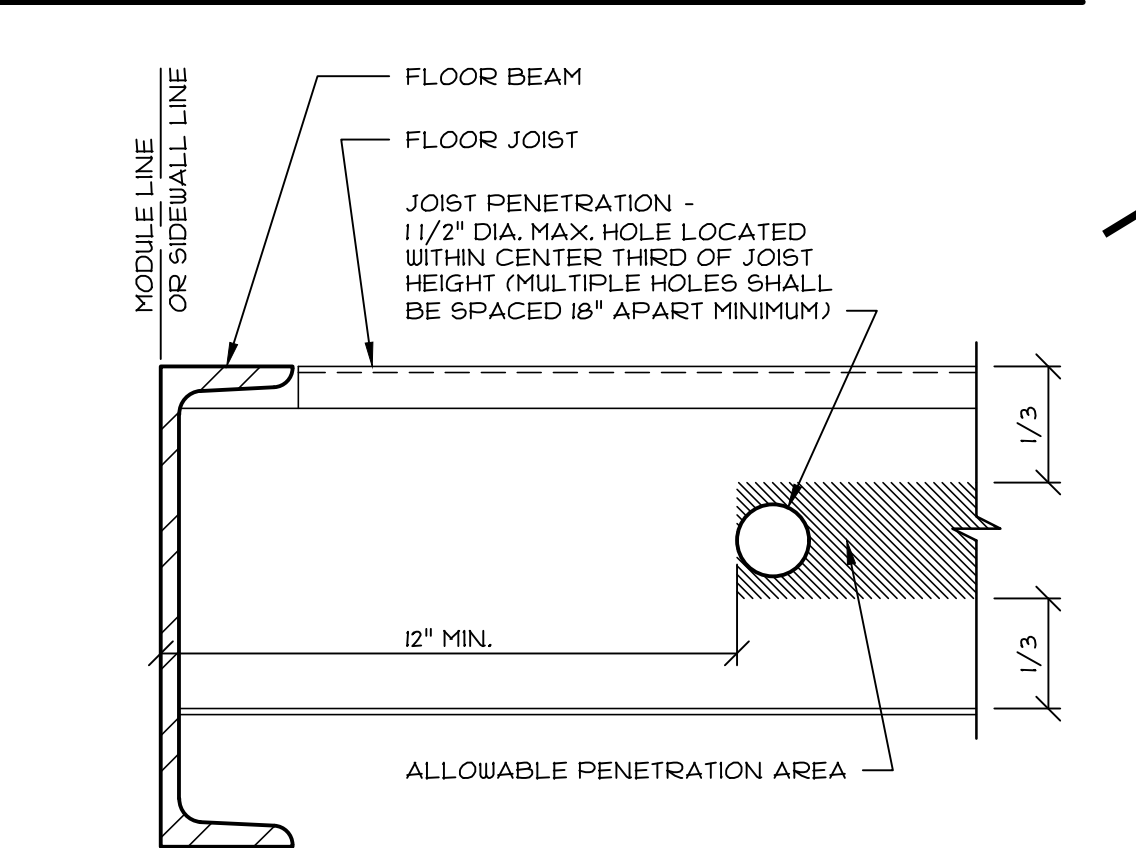 MODULE LINE
OR SIDEWALL LINE
FLOOR BEAM
FLOOR JOIST
JOIST PENETRATION -
1 1/2" DIA. MAX. HOLE LOCATED
WITHIN CENTER THIRD OF JOIST
HEIGHT (MULTIPLE HOLES SHALL
BE SPACED 18" APART MINIMUM)
1/3
12" MIN.
1/3
ALLOWABLE PENETRATION AREA